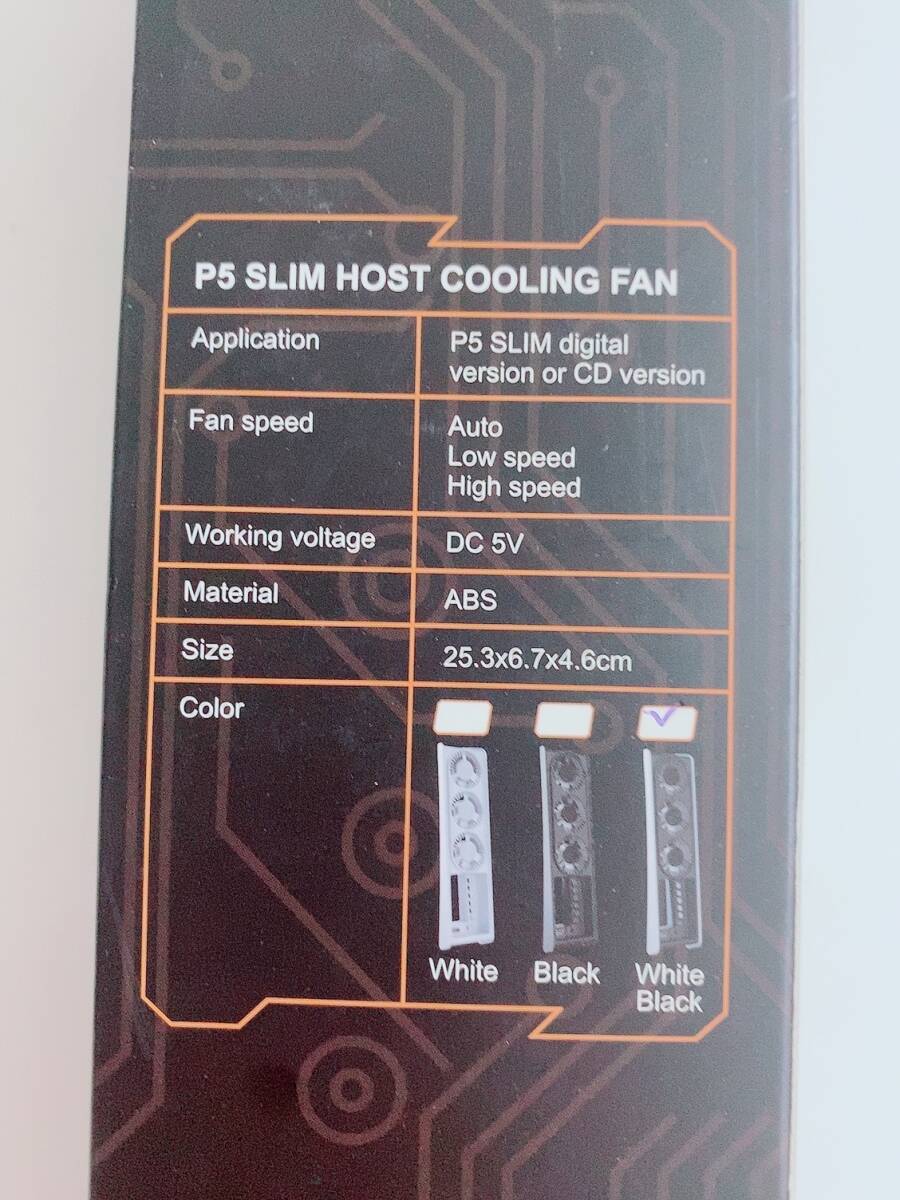 P5 SLIM HOST COOLING FAN
Application
P5 SLIM digital
version or CD version
Fan speed
Auto
Low speed
High speed
Working voltage
DC 5V
Material
ABS
Size
25.3x6.7x4.6cm
Color
White
Black
White
Black